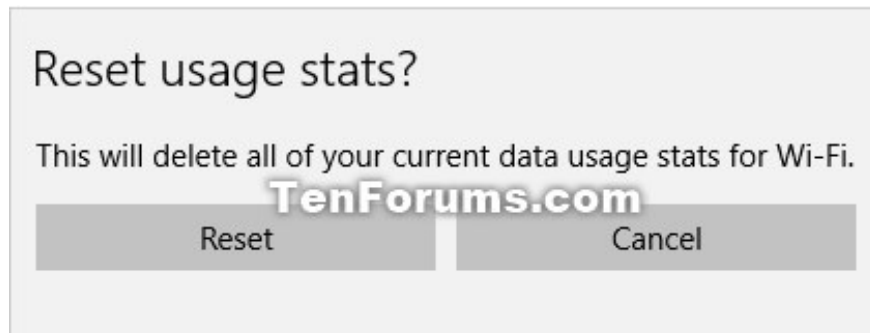 Reset usage stats?
This will delete all of your current data usage stats for Wi-Fi.
TenForums.com
Reset
Cancel